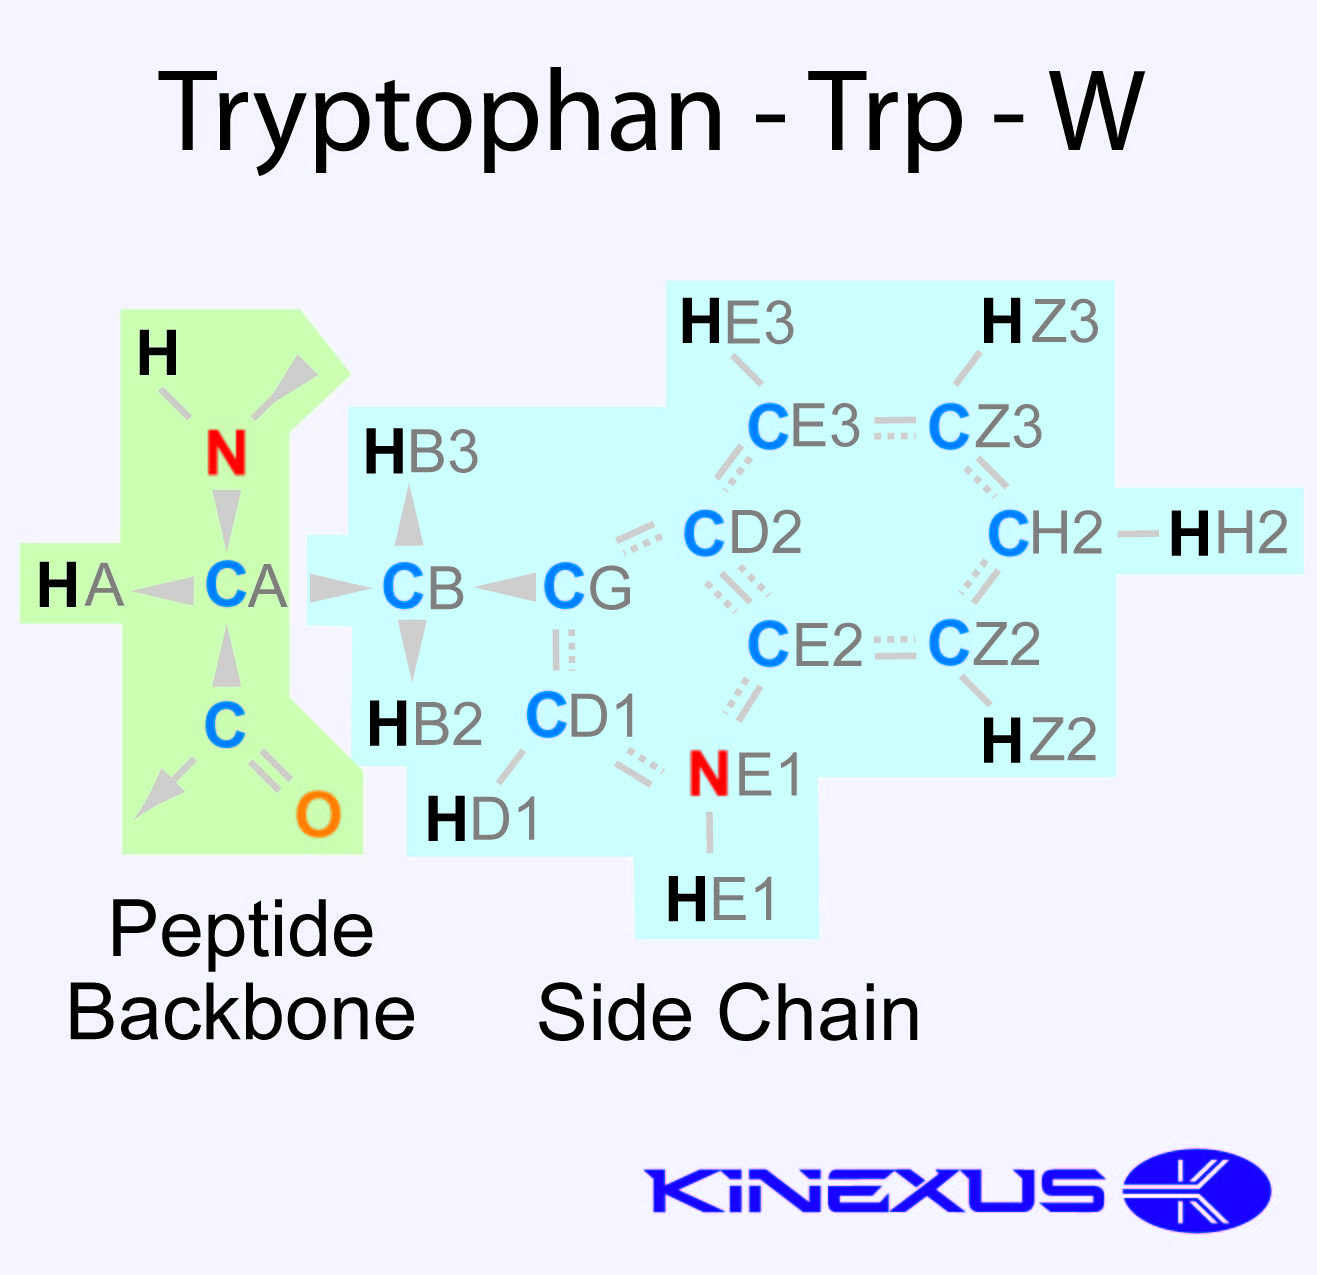 Tryptophan - Trp - W
HE3 HZ3
H
CE3 CZ3
N HB3
CD2 CH2 HH2
HA CA CB CG
CE2 CZ2
C HB2 CD1
HZ2
NE1
O HD1
HE1
Peptide
Backbone
Side Chain
KiNEXUS